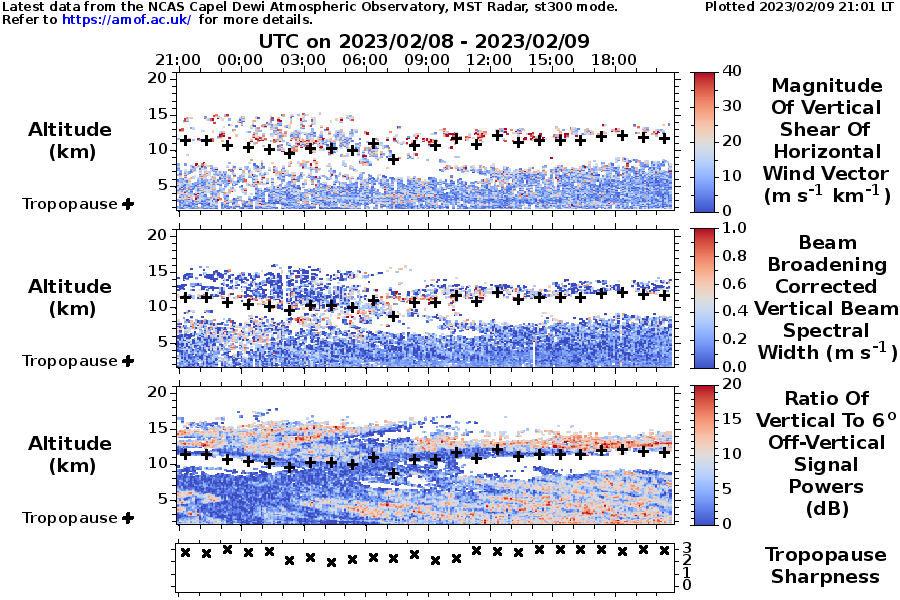 Latest data from the NCAS Capel Dewi Atmospheric Observatory, MST Radar, st300 mode.
Plotted 2023/02/09 21:01 LT
Refer to https://amof.ac.uk/ for more details.
UTC on 2023/02/08 - 2023/02/09
21:00 00:00 03:00 06:00 09:00 12:00 15:00 18:00
20
15
10
5
Altitude
(km)
Tropopause
40
30
20
10
0
Magnitude
Of Vertical
Shear Of
Horizontal
Wind Vector
(m s-1 km-1)
20
15
10
5
Altitude
(km)
Tropopause
1.0
0.8
0.6
0.4
0.2
0.0
Beam
Broadening
Corrected
Vertical Beam
Spectral
Width (m s-1)
20
15
10
5
Altitude
(km)
Tropopause
20
15
10
5
0
Ratio Of
Vertical To 6o
Off-Vertical
Signal
Powers
(dB)
3
2
1
0
Tropopause
Sharpness